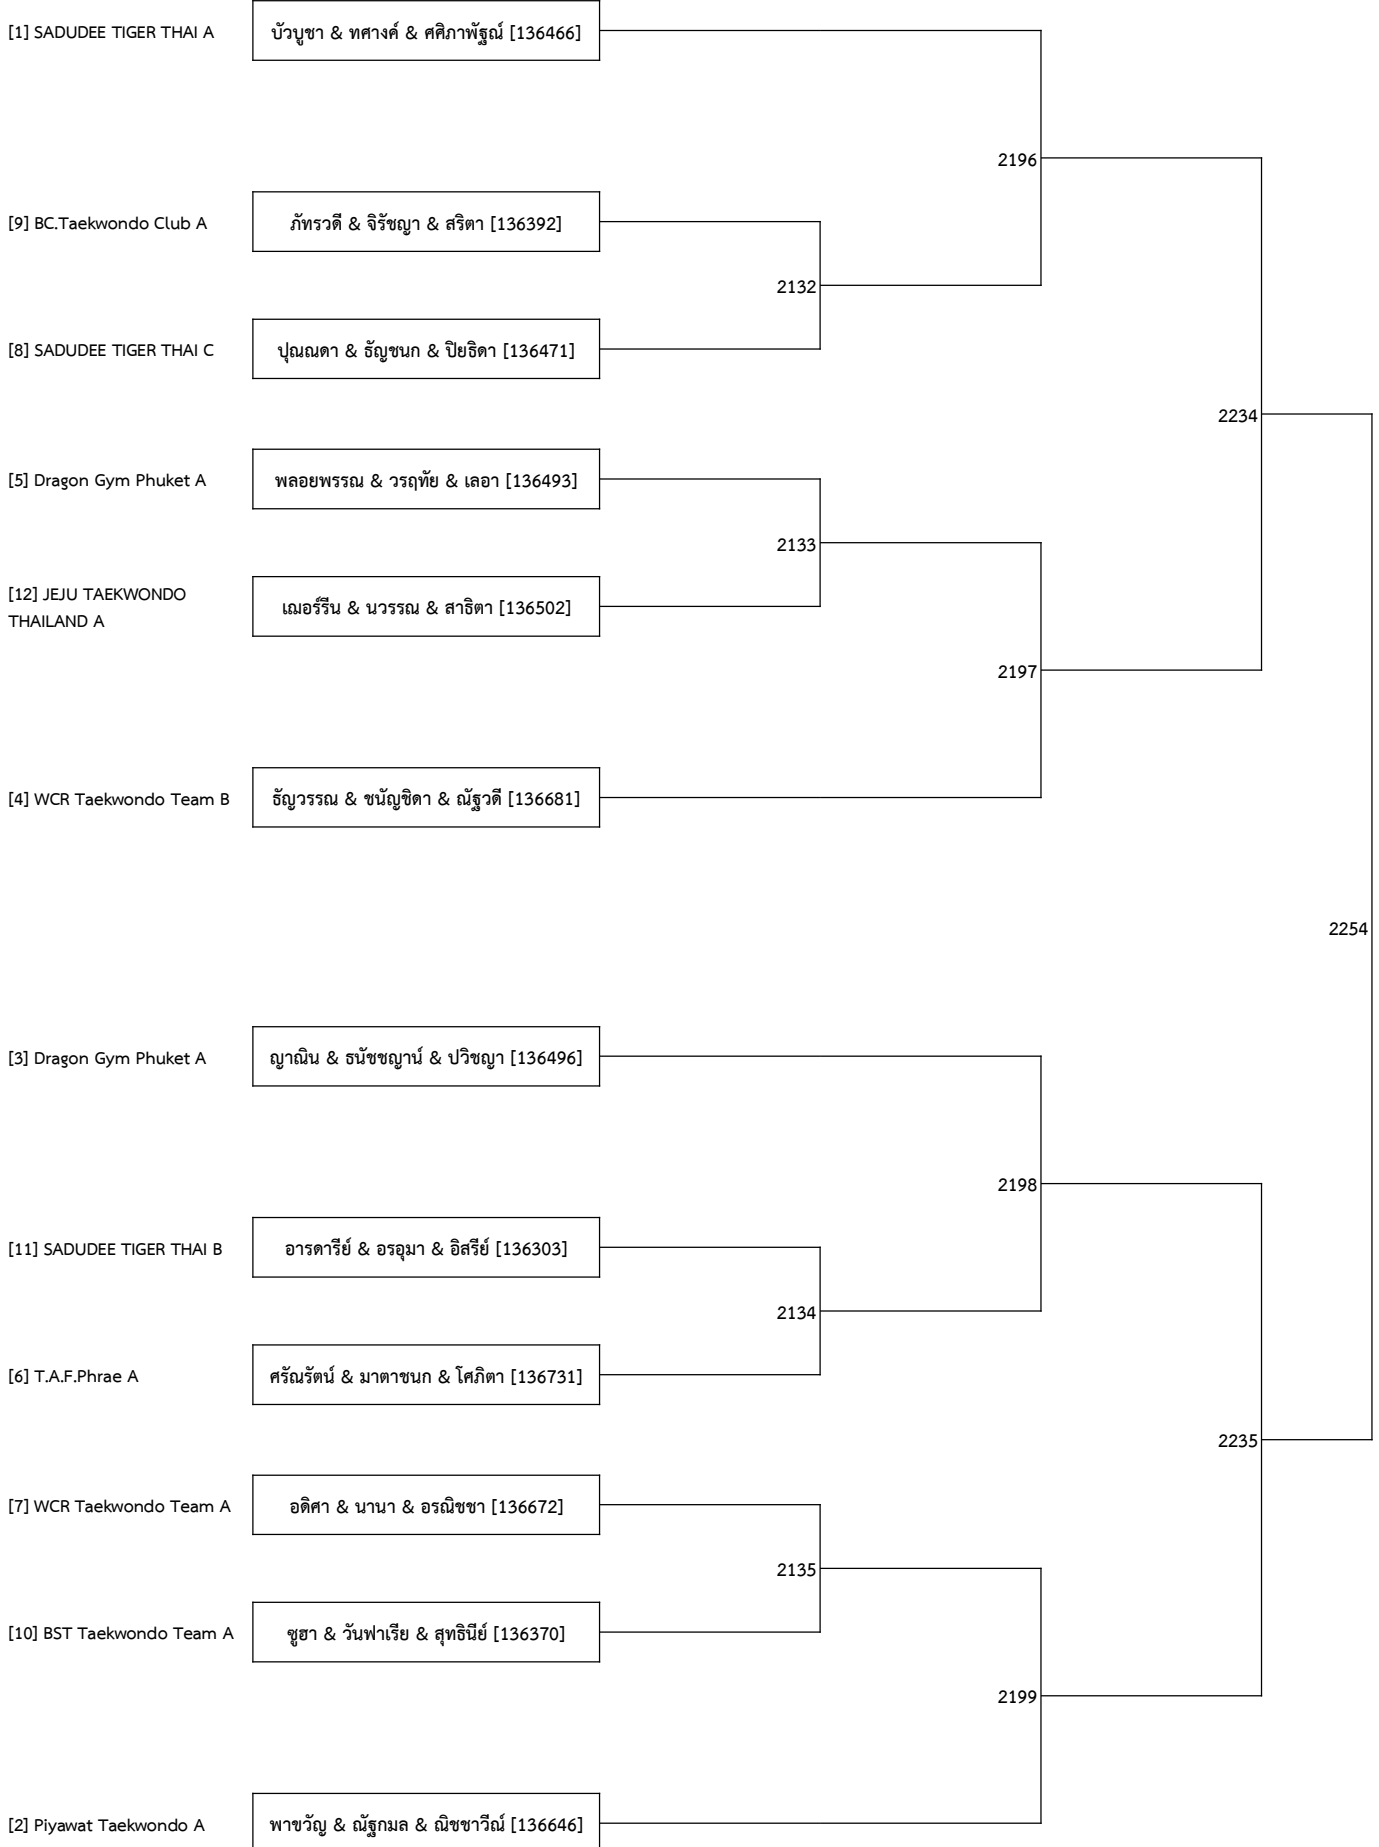 [1] SADUDEE TIGER THAI A
บัวบูชา & ทศางค์ & ศศิภาพัฐณ์ [136466]
2196
[9] BC.Taekwondo Club A
ภัทรวดี & จิรัชญา & สริตา [136392]
2132
[8] SADUDEE TIGER THAI C
ปุณณดา & ธัญชนก & ปิยธิดา [136471]
2234
[5] Dragon Gym Phuket A
พลอยพรรณ & วรฤทัย & เลอา [136493]
2133
[12] JEJU TAEKWONDO
THAILAND A
เฌอร์รีน & นวรรณ & สาธิตา [136502]
2197
[4] WCR Taekwondo Team B
ธัญวรรณ & ชนัญชิดา & ณัฐวดี [136681]
2254
[3] Dragon Gym Phuket A
ญาณิน & ธนัชชญาน์ & ปวิชญา [136496]
2198
[11] SADUDEE TIGER THAI B
อารดารีย์ & อรอุมา & อิสรีย์ [136303]
2134
[6] T.A.F.Phrae A
ศรัณรัตน์ & มาตาชนก & โศภิตา [136731]
2235
[7] WCR Taekwondo Team A
อดิศา & นานา & อรณิชชา [136672]
2135
[10] BST Taekwondo Team A
ซูฮา & วันฟาเรีย & สุทธินีย์ [136370]
2199
[2] Piyawat Taekwondo A
พาขวัญ & ณัฐกมล & ณิชชาวีณ์ [136646]